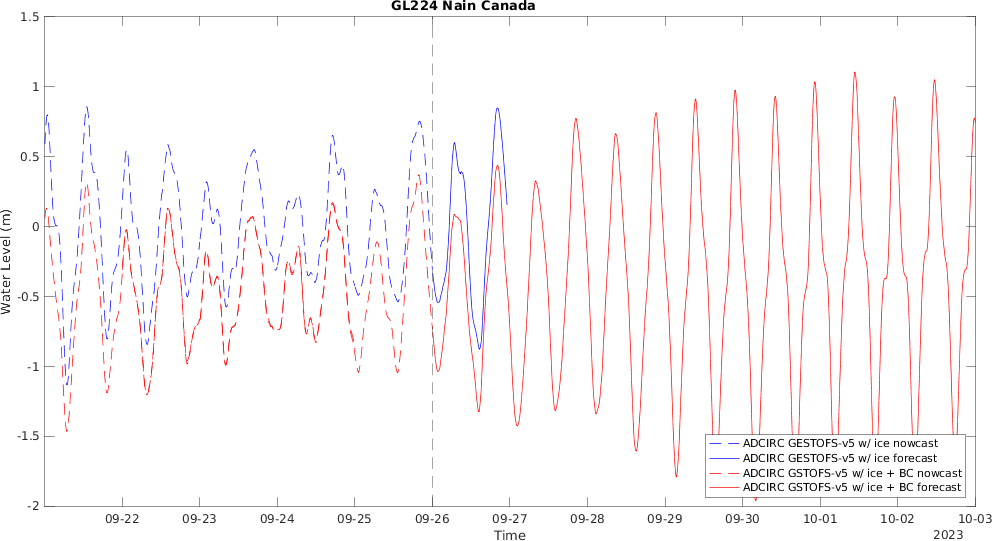 GL224 Nain Canada
1.5
1
0.5
0
-0.5
-1
-1.5
-2
Water Level (m)
ADCIRC GESTOFS-v5 w/ ice nowcast
ADCIRC GESTOFS-v5 w/ ice forecast
ADCIRC GSTOFS-v5 w/ ice + BC nowcast
ADCIRC GSTOFS-v5 w/ ice + BC forecast
09-22 09-23 09-24 09-25 09-26 09-27 09-28 09-29 09-30 10-01 10-02 10-03
Time
2023